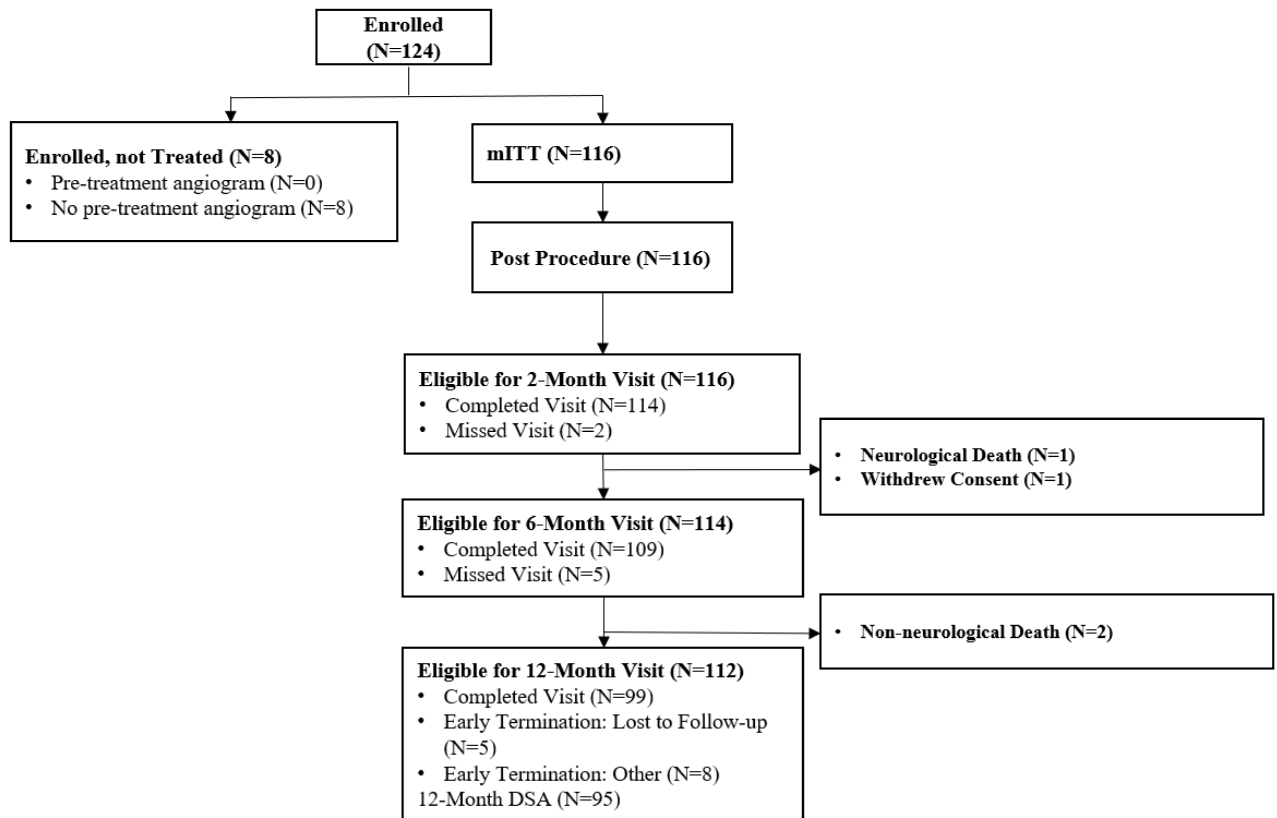 Enrolled
(N=124)
Enrolled, not Treated (N=8)
• Pre-treatment angiogram (N=0)
• No pre-treatment angiogram (N=8)
mITT (N=116)
Post Procedure (N=116)
Eligible for 2-Month Visit (N=116)
• Completed Visit (N=114)
• Missed Visit (N=2)
• Neurological Death (N=1)
• Withdrew Consent (N=1)
Eligible for 6-Month Visit (N=114)
• Completed Visit (N=109)
• Missed Visit (N=5)
• Non-neurological Death (N=2)
Eligible for 12-Month Visit (N=112)
• Completed Visit (N=99)
• Early Termination: Lost to Follow-up
(N=5)
• Early Termination: Other (N=8)
12-Month DSA (N=95)